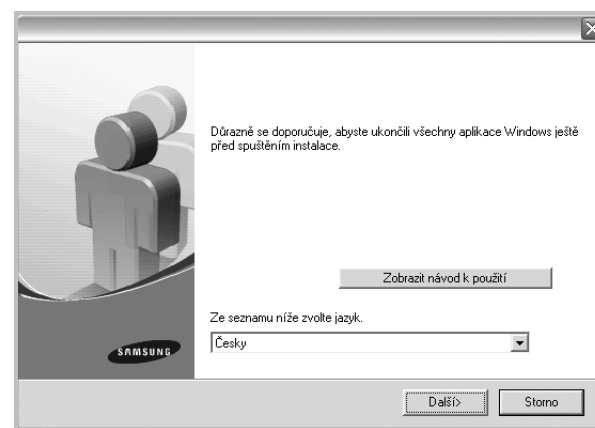 Důrazně se doporučuje, abyste ukončili všechny aplikace Windows ještě
před spuštěním instalace.
Zobrazit návod k použití
Ze seznamu níže zvolte jazyk.
Česky
SAMSUNG
Další>
Storno